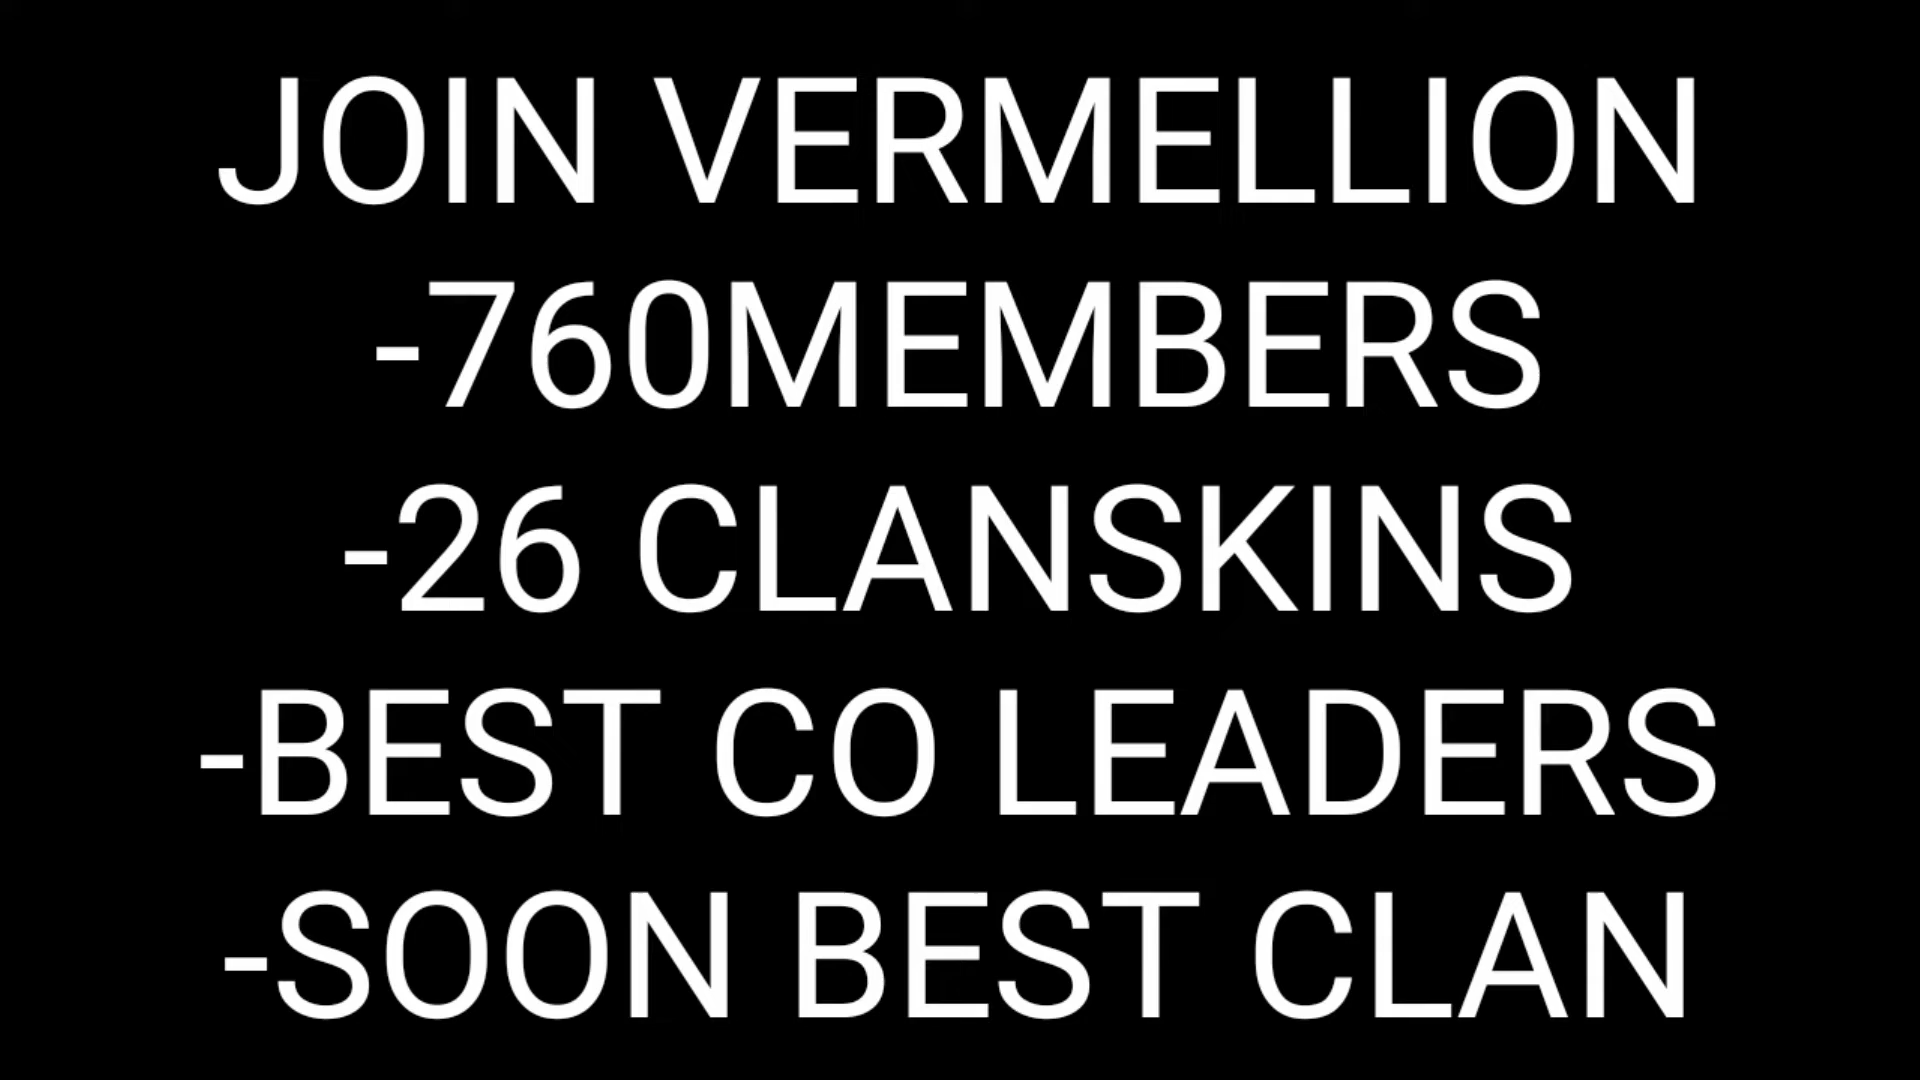 JOIN VERMELLION
-760MEMBERS
-26 CLANSKINS
-BEST CO LEADERS
-SOON BEST CLAN